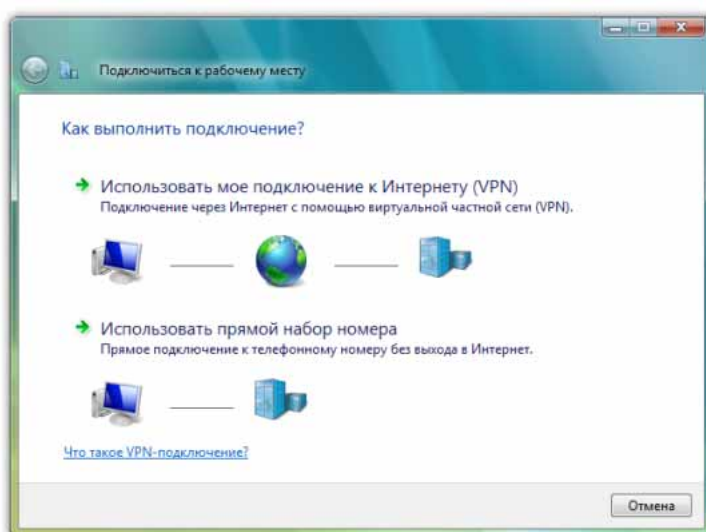 Подключиться к рабочему месту
Как выполнить подключение?
Использовать мое подключение к Интернету (VPN)
Подключение через Интернет с помощью виртуальной частной сети (VPN).
Использовать прямой набор номера
Прямое подключение к телефонному номеру без выхода в Интернет.
Что такое VPN-подключение?
Отмена